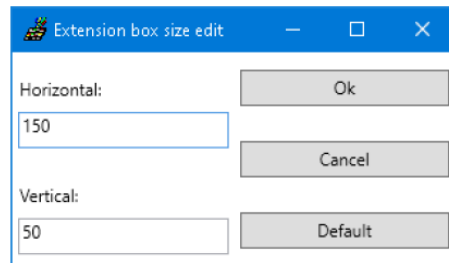 Extension box size edit
Horizontal:
150
Ok
Cancel
Vertical:
50
Default